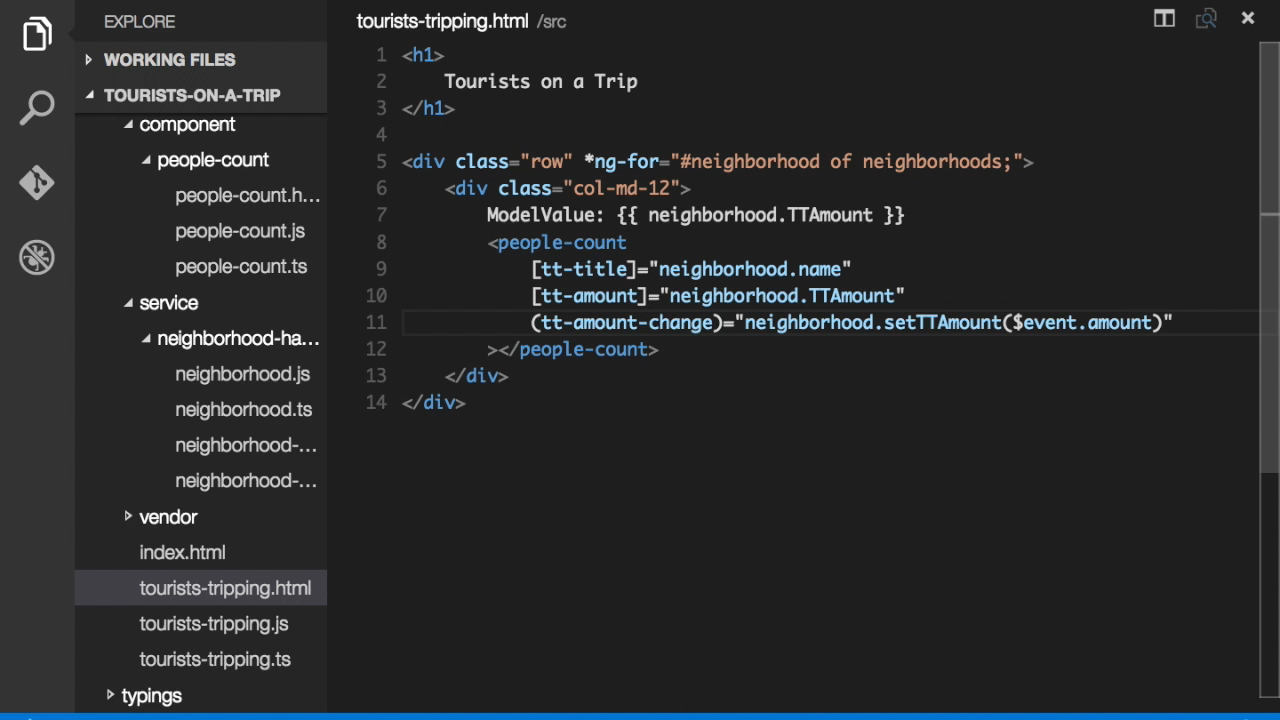 EXPLORE
WORKING FILES
TOURISTS-ON-A-TRIP
component
people-count
people-count.h...
people-count.js
people-count.ts
service
neighborhood-ha...
neighborhood.js
neighborhood.ts
neighborhood-...
neighborhood-...
vendor
index.html
tourists-tripping.html
tourists-tripping.js
tourists-tripping.ts
typings
tourists-tripping.html /src
1 <h1>
2 Tourists on a Trip
3 </h1>
4
5 <div class="row" *ng-for="#neighborhood of neighborhoods;">
6 <div class="col-md-12">
7 ModelValue: {{ neighborhood.TTAmount }}
8 <people-count
9 [tt-title]="neighborhood.name"
10 [tt-amount]="neighborhood.TTAmount"
11 (tt-amount-change)="neighborhood.setTTAmount($event.amount)"
12 ></people-count>
13 </div>
14 </div>